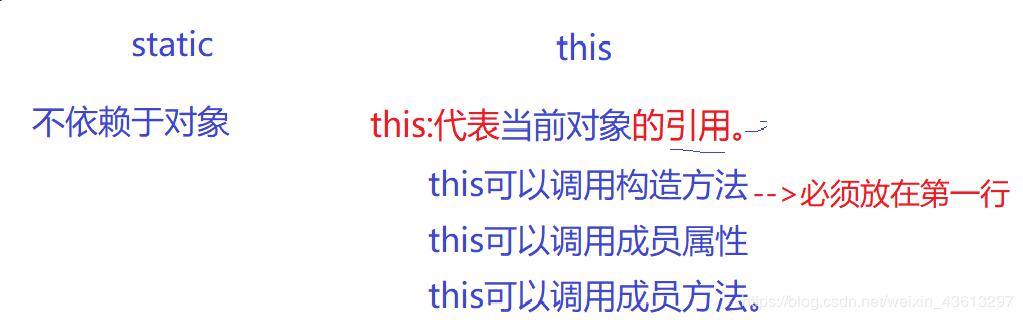 static
this
不依赖于对象
this:代表当前对象的引用。
this可以调用构造方法-->必须放在第一行
this可以调用成员属性
this可以调用成员方法。
https://blog.csdn.net/weixin_43613297